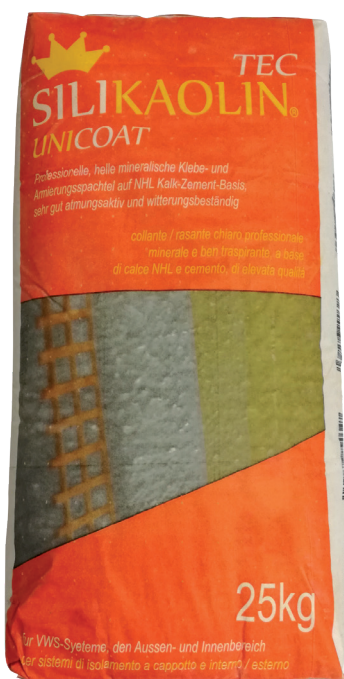 TEC
SILIKAOLIN®
UNICOAT
Professionelle, helle mineralische Klebe- und
Armierungsspachtel auf NHL Kalk-Zement-Basis,
sehr gut atmungsaktiv und witterungsbeständig
collante / rasante chiaro professionale
minerale e ben traspirante, a base
di calce NHL e cemento, di elevata qualità
25kg
für VWS-Systeme, den Aussen- und Innenbereich
per sistemi di isolamento a cappotto e interno / esterno